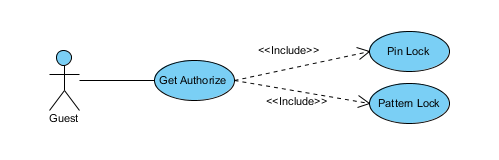 <<Include>>
Pin Lock
Get Authorize
<<Include>>
Pattern Lock
Guest